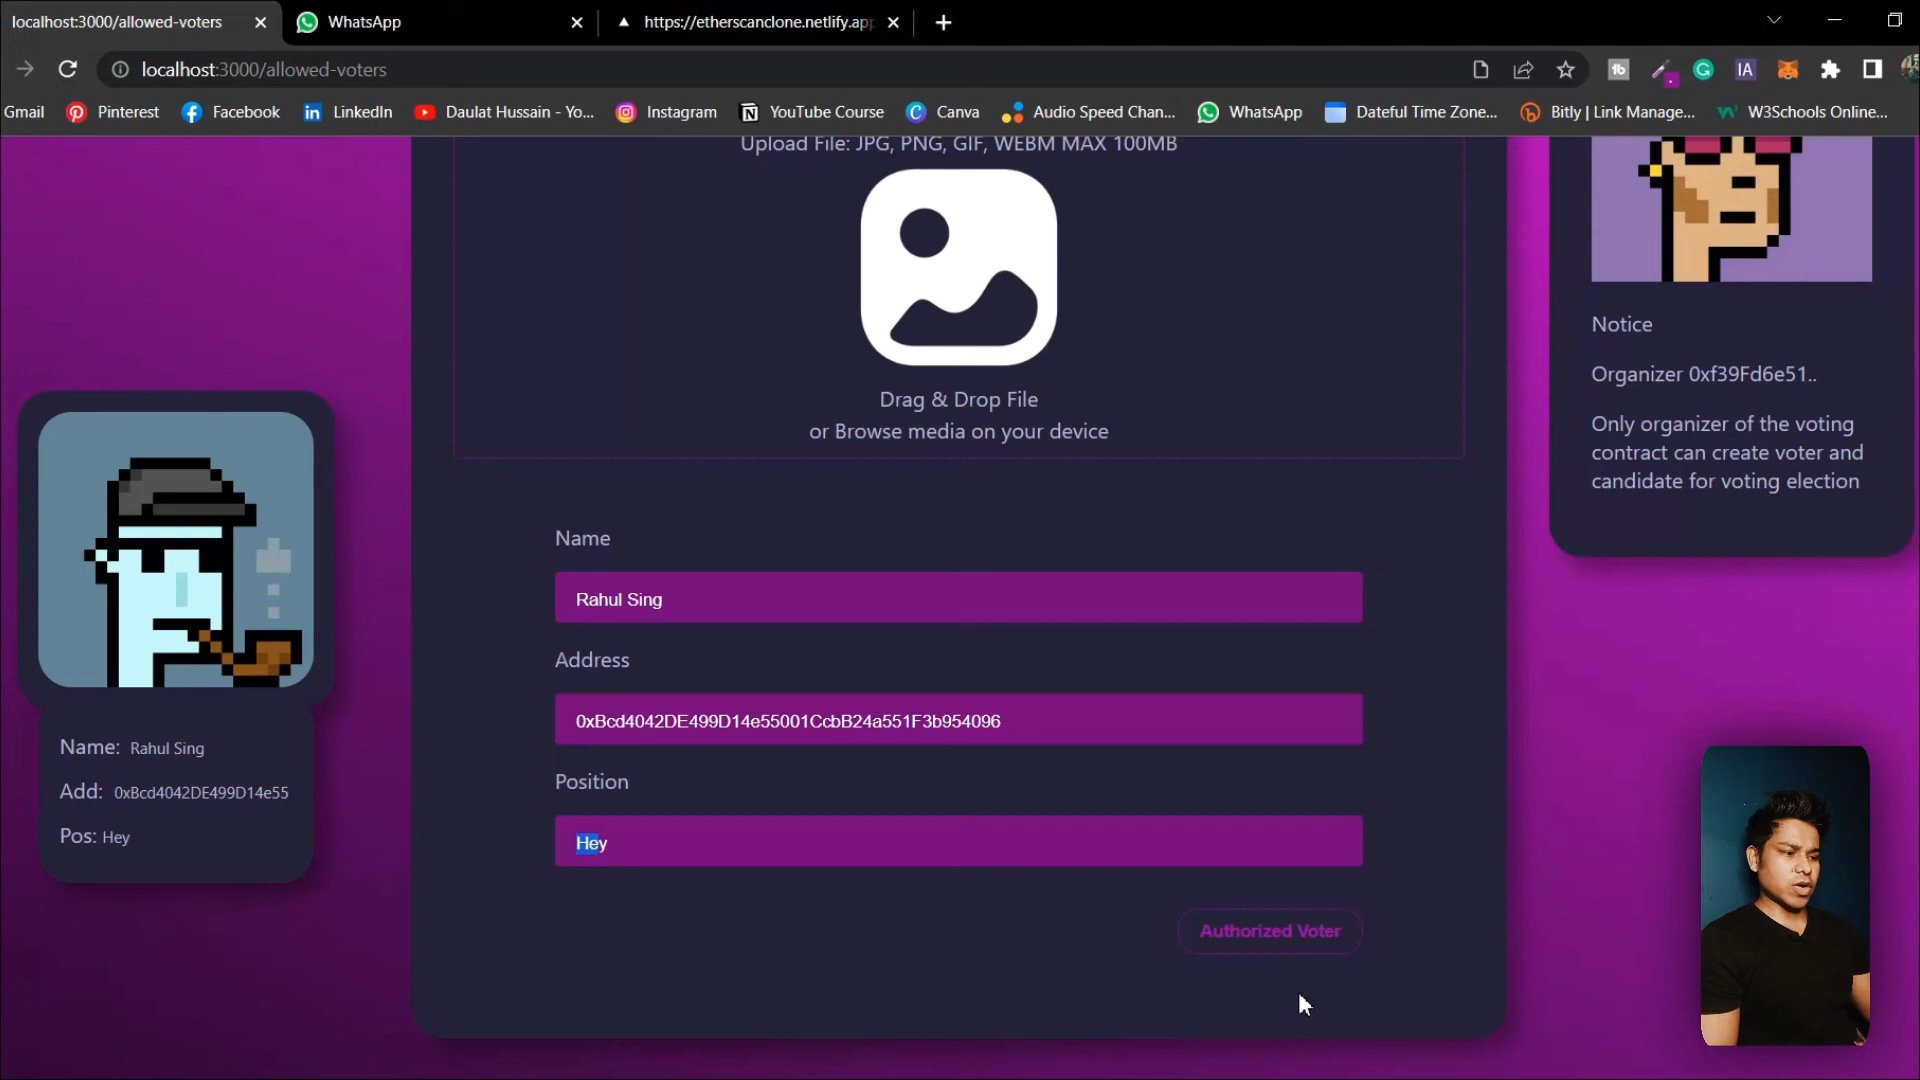 localhost:3000/allowed-voters
WhatsApp
https://etherscanclone.netlify.app
localhost:3000/allowed-voters
Gmail
Pinterest
Facebook
LinkedIn
Daulat Hussain - Yo...
Instagram
YouTube Course
Canva
Audio Speed Chan...
WhatsApp
Dateful Time Zone...
Bitly | Link Manage...
W3Schools Online...
Upload File: JPG, PNG, GIF, WEBM MAX 100MB
Drag & Drop File
or Browse media on your device
Name
Rahul Sing
Address
0xBcd4042DE499D14e55001CcbB24a551F3b954096
Position
Hey
Authorized Voter
Name: Rahul Sing
Add: 0xBcd4042DE499D14e55
Pos: Hey
Notice
Organizer 0xf39Fd6e51..
Only organizer of the voting
contract can create voter and
candidate for voting election